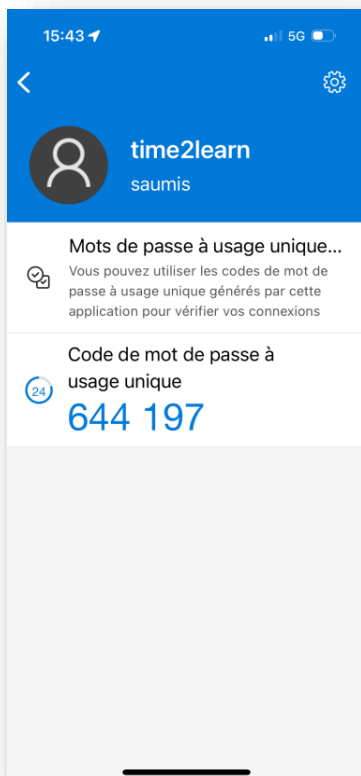 15:43 5G
time2learn
saumis
Mots de passe à usage unique...
Vous pouvez utiliser les codes de mot de
passe à usage unique générés par cette
application pour vérifier vos connexions
Code de mot de passe à
usage unique
24
644 197